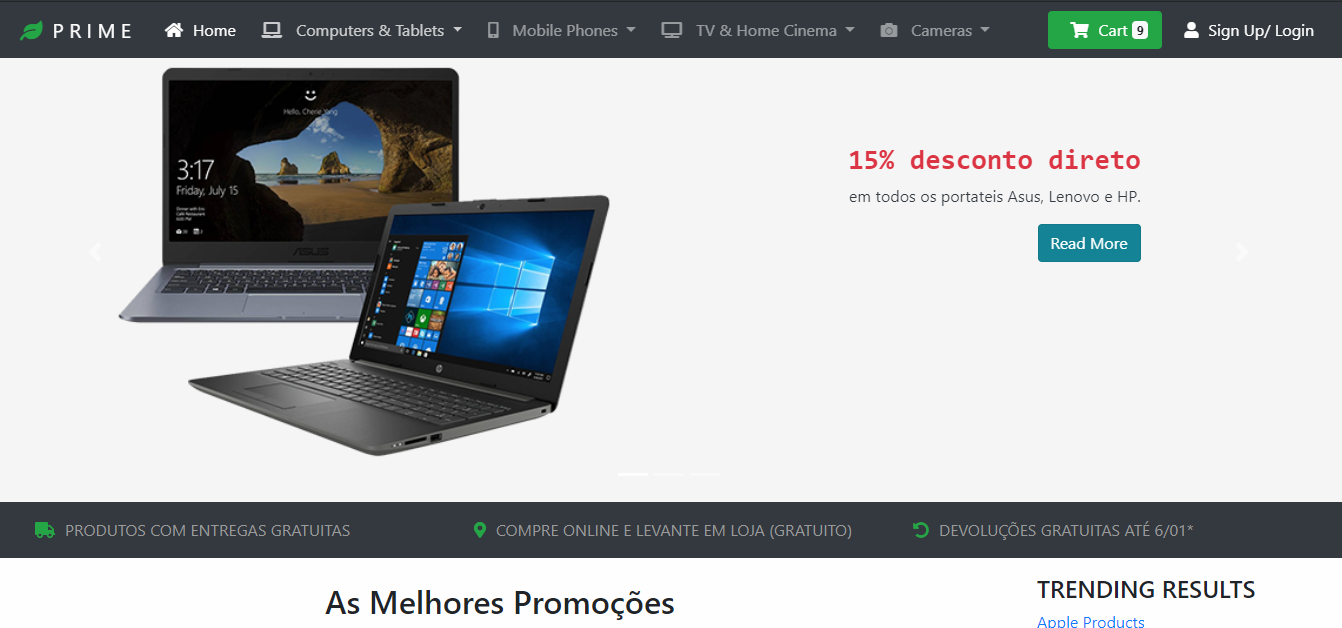 PRIME
Home
Computers & Tablets
Mobile Phones
TV & Home Cinema
Cameras
Cart 9
Sign Up/ Login
Hello, Cherie Yang
3:17
Friday, July 15
ASUS
15% desconto direto
em todos os portateis Asus, Lenovo e HP.
Read More
hp
PRODUTOS COM ENTREGAS GRATUITAS
COMPRE ONLINE E LEVANTE EM LOJA (GRATUITO)
DEVOLUÇÕES GRATUITAS ATÉ 6/01*
As Melhores Promoções
TRENDING RESULTS
Apple Products